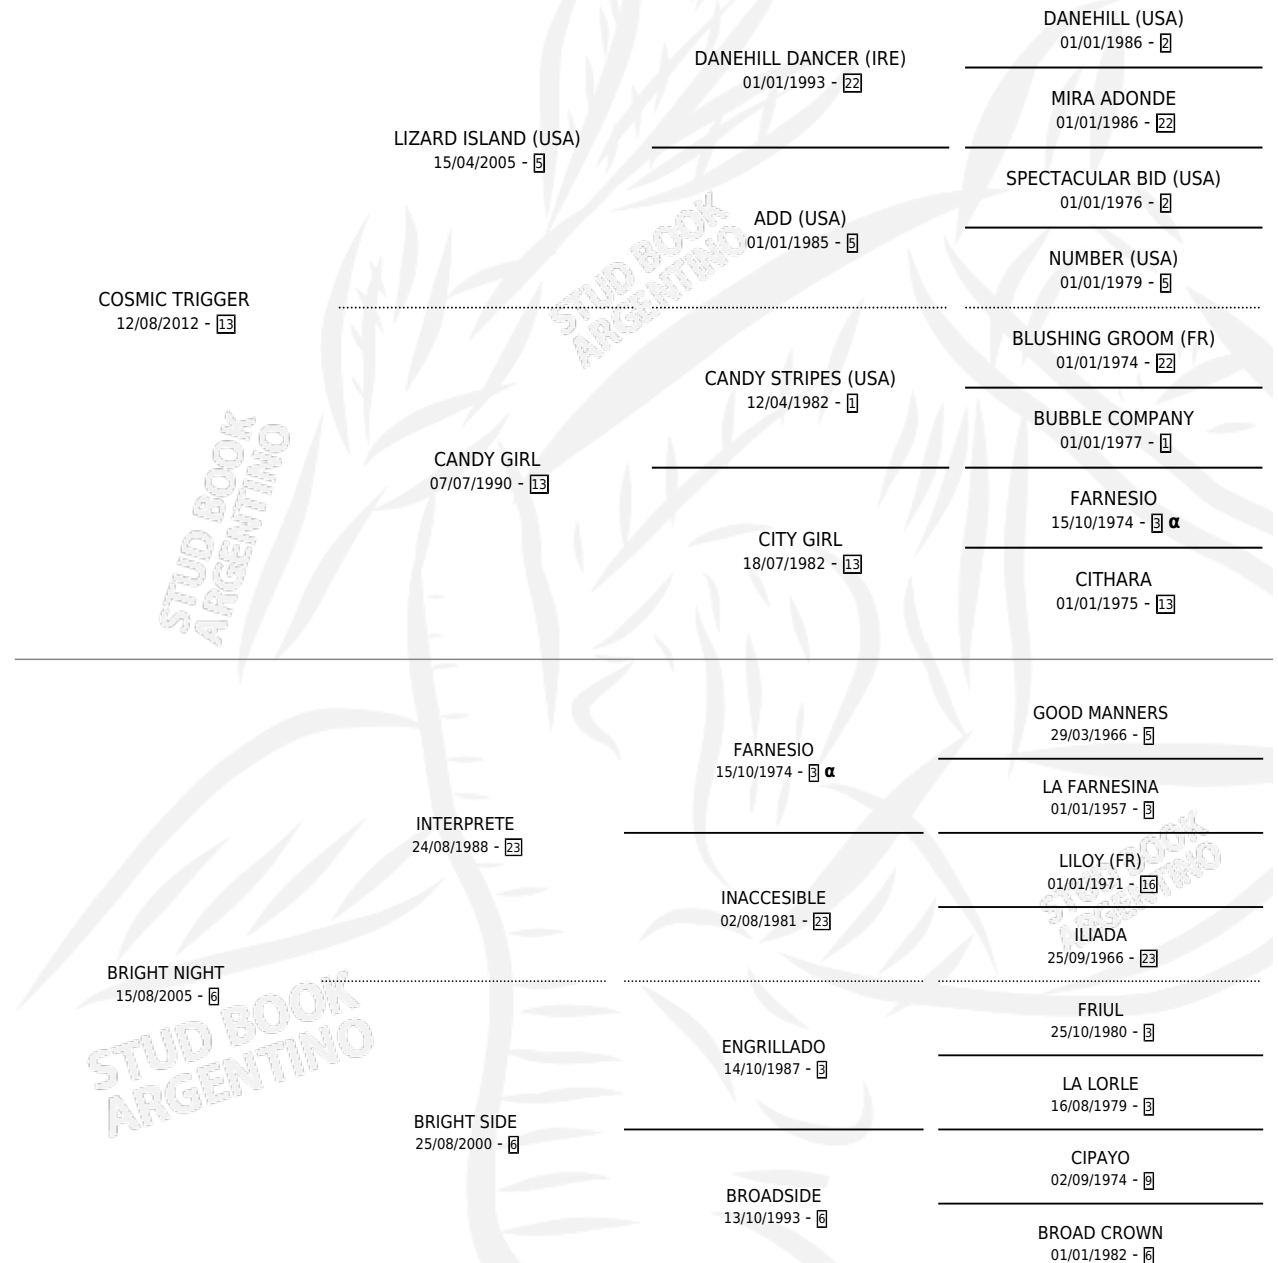 COSMIC TRIGGER
12/08/2012 - 13
LIZARD ISLAND (USA)
15/04/2005 - 5
DANEHILL DANCER (IRE)
01/01/1993 - 22
DANEHILL (USA)
01/01/1986 - 2
MIRA ADONDE
01/01/1986 - 22
ADD (USA)
01/01/1985 - 5
SPECTACULAR BID (USA)
01/01/1976 - 2
NUMBER (USA)
01/01/1979 - 5
CANDY GIRL
07/07/1990 - 13
CANDY STRIPES (USA)
12/04/1982 - 1
BLUSHING GROOM (FR)
01/01/1974 - 22
BUBBLE COMPANY
01/01/1977 - 1
CITY GIRL
18/07/1982 - 13
FARNESIO
15/10/1974 - 3 α
CITHARA
01/01/1975 - 13
BRIGHT NIGHT
15/08/2005 - 6
INTERPRETE
24/08/1988 - 23
FARNESIO
15/10/1974 - 3 α
GOOD MANNERS
29/03/1966 - 5
LA FARNESINA
01/01/1957 - 3
INACCESIBLE
02/08/1981 - 23
LILOY (FR)
01/01/1971 - 16
ILIADA
25/09/1966 - 23
BRIGHT SIDE
25/08/2000 - 6
ENGRILLADO
14/10/1987 - 3
FRIUL
25/10/1980 - 3
LA LORLE
16/08/1979 - 3
BROADSIDE
13/10/1993 - 6
CIPAYO
02/09/1974 - 9
BROAD CROWN
01/01/1982 - 6
STUD BOOK
ARGENTINO
STUD BOOK
ARGENTINO
STUD BOOK
ARGENTINO
STUD BOOK
ARGENTINO